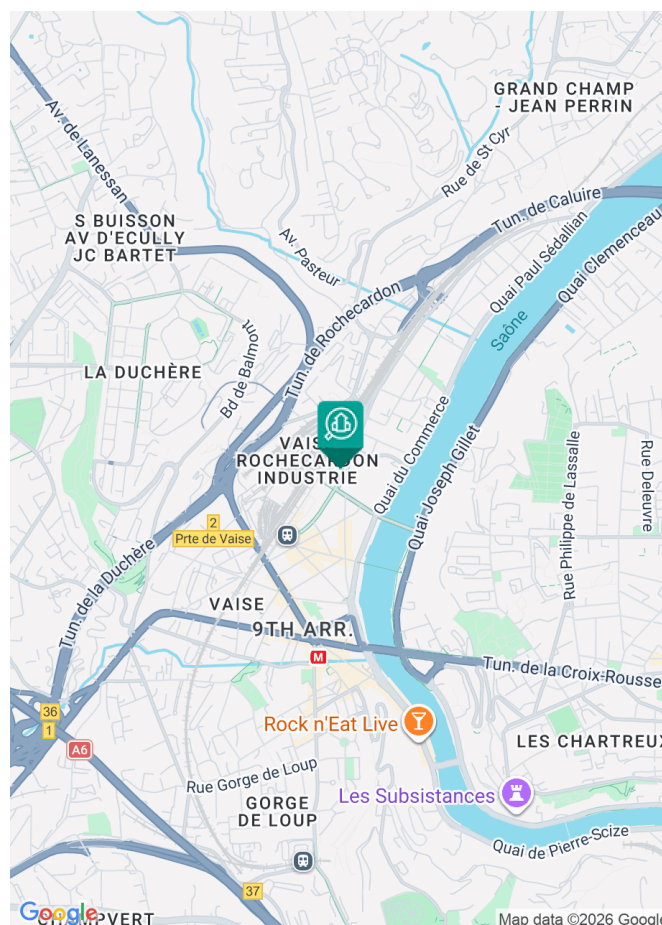 GRAND CHAMP
- JEAN PERRIN
Av. de Lanessan
Rue de St Cyr
Tun. de Caluire
S BUISSON
AV D'ECULLY
JC BARTET
Av. Pasteur
Quai Paul Sédallian
Quai Clemenceau
Tun. de Rochecardon
Saône
LA DUCHÈRE
Bd de Balmont
VAIS
ROCHECARDON
INDUSTRIE
Quai du Commerce
Quai Joseph Gillet
Rue Philippe de Lassalle
Rue Deleuvre
2
Prte de Vaise
Tun. de la Duchère
VAISE
9TH ARR.
M
Tun. de la Croix-Rousse
36
1
A6
Rock n'Eat Live
LES CHARTREUX
Rue Gorge de Loup
Les Subsistances
GORGE
DE LOUP
Quai de Pierre-Scize
37
Google
CHAMPVERT
Map data ©2026 Google